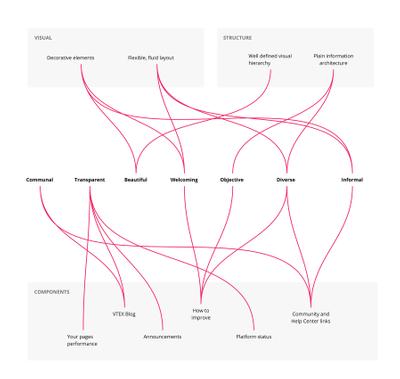 VISUAL
STRUCTURE
Decorative elements
Flexible, fluid layout
Well defined visual
hierarchy
Plain information
architecture
Communal
Transparent
Beautiful
Welcoming
Objective
Diverse
Informal
COMPONENTS
VTEX Blog
How to
improve
Community and
Help Center links
Your pages
performance
Announcements
Platform status